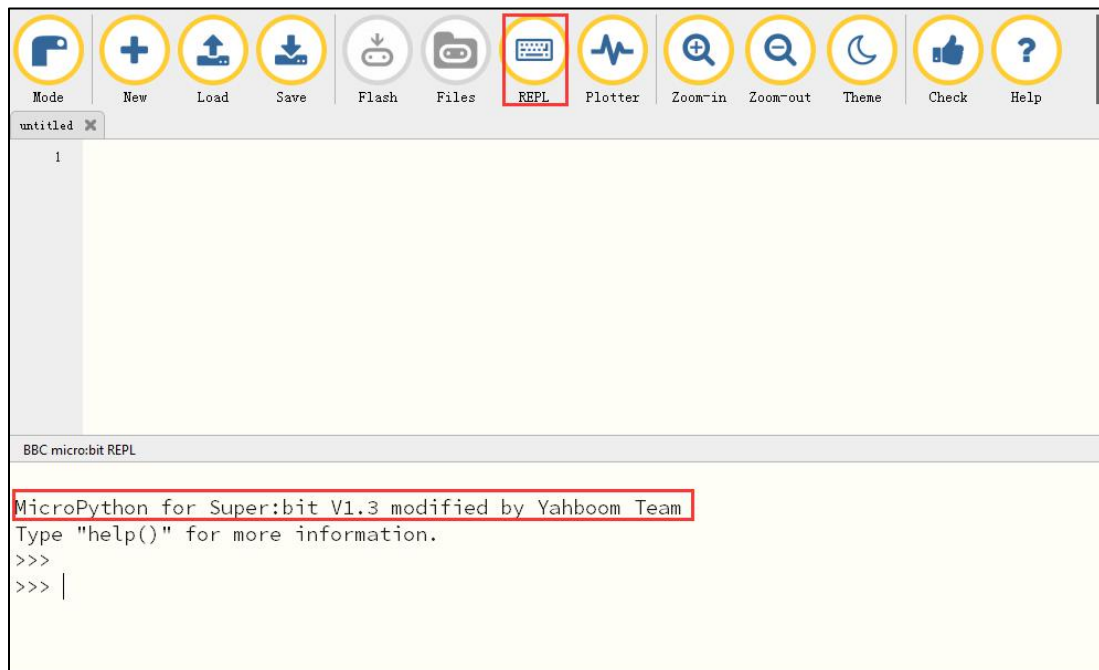 Mode New Load Save Flash Files REPL Plotter Zoom-in Zoom-out Theme Check Help
untitled
1
BBC micro:bit REPL
MicroPython for Super:bit V1.3 modified by Yahboom Team
Type "help()" for more information.
>>>
>>>